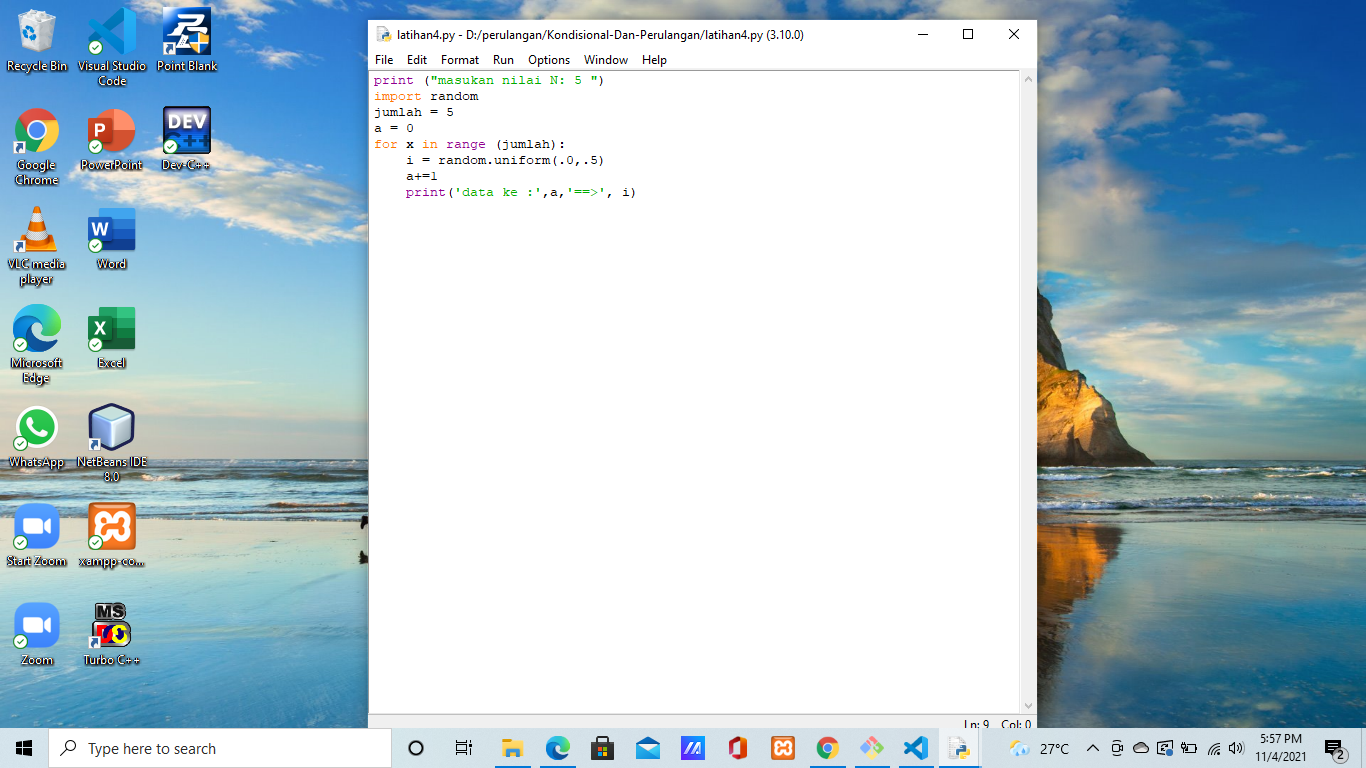 latihan4.py - D:/perulangan/Kondisional-Dan-Perulangan/latihan4.py (3.10.0)
File Edit Format Run Options Window Help
print ("masukan nilai N: 5 ")
import random
jumlah = 5
a = 0
for x in range (jumlah):
    i = random.uniform(.0,.5)
    a+=1
    print('data ke :',a,'==>', i)
Ln: 9 Col: 0
Recycle Bin
Visual Studio
Code
Point Blank
Google
Chrome
PowerPoint
DEV
C++
Dev-C++
VLC media
player
Word
Microsoft
Edge
Excel
WhatsApp
NetBeans IDE
8.0
Start Zoom
xampp-co...
Zoom
MS
Turbo C++
Type here to search
27°C
5:57 PM
11/4/2021
2